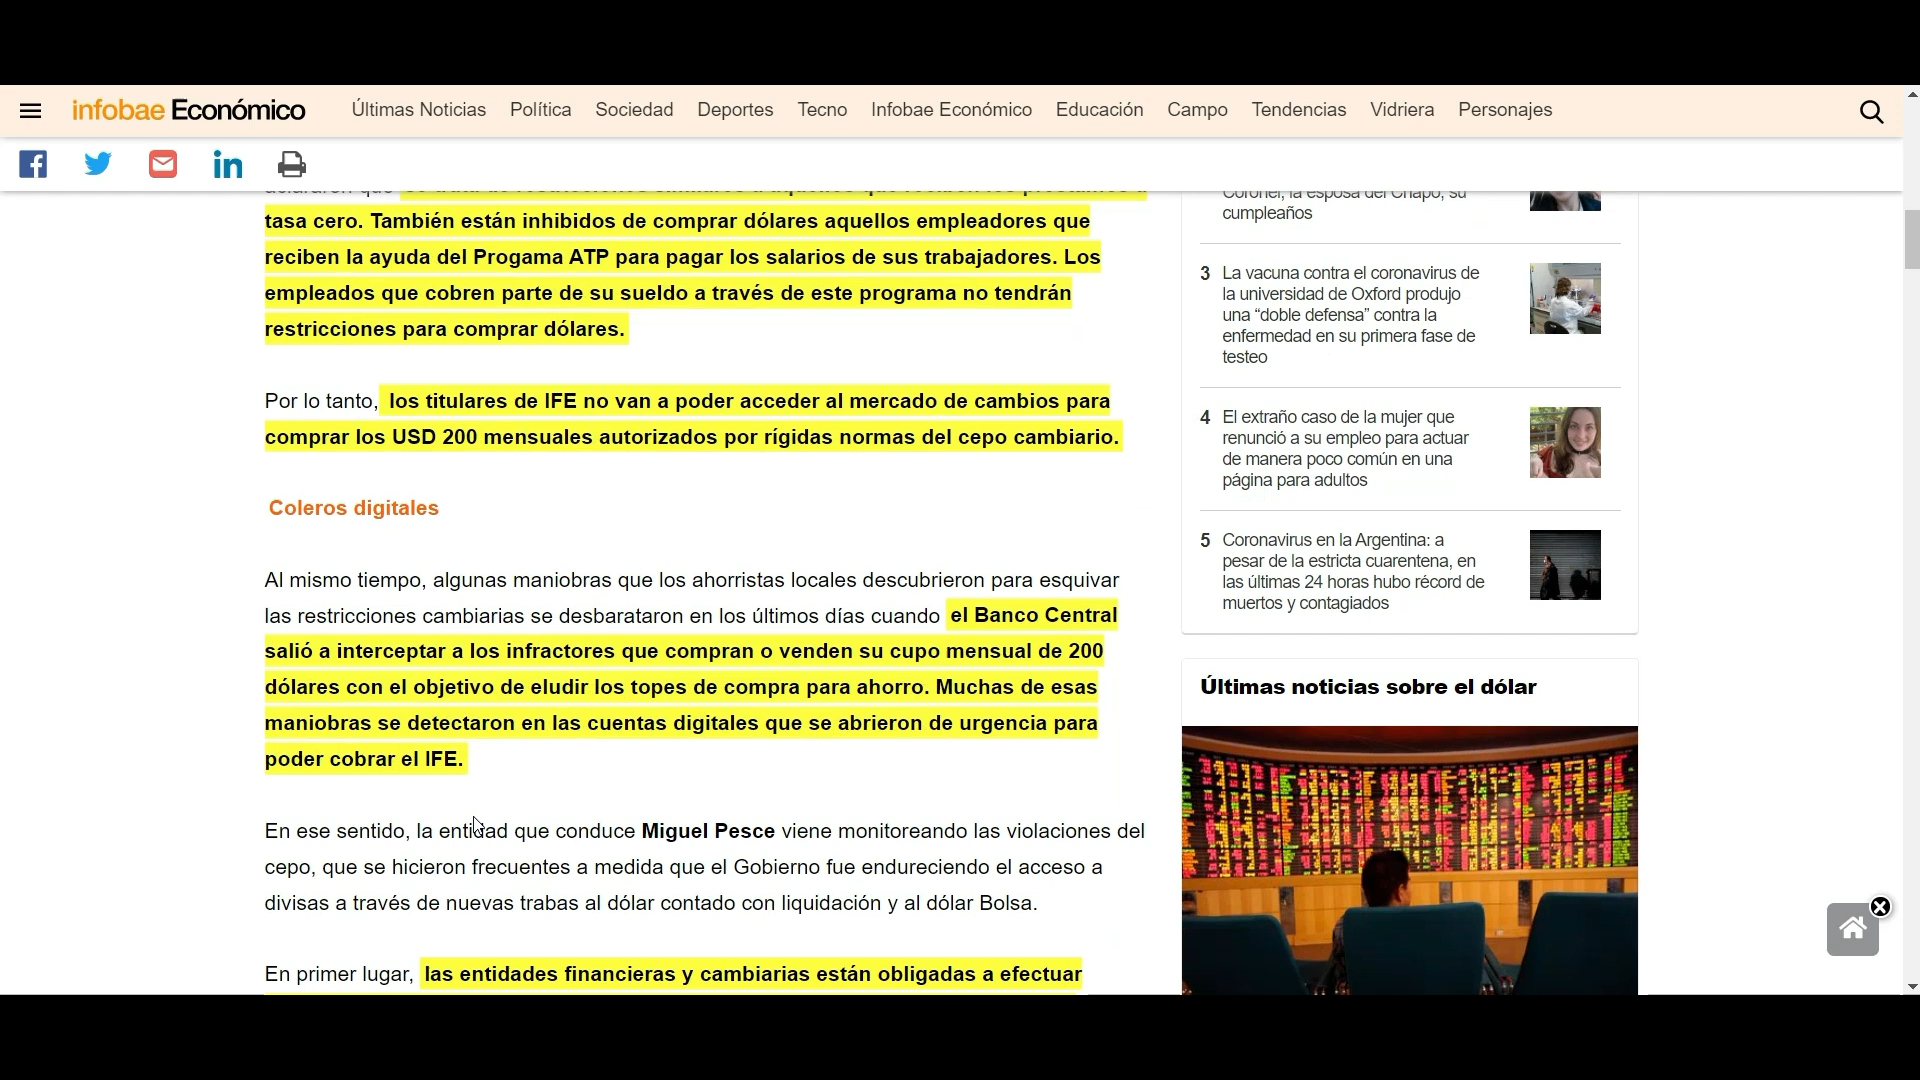 infobae Económico
Últimas Noticias Política Sociedad Deportes Tecno Infobae Económico Educación Campo Tendencias Vidriera Personajes
tasa cero. También están inhibidos de comprar dólares aquellos empleadores que
reciben la ayuda del Progama ATP para pagar los salarios de sus trabajadores. Los
empleados que cobren parte de su sueldo a través de este programa no tendrán
restricciones para comprar dólares.
Por lo tanto, los titulares de IFE no van a poder acceder al mercado de cambios para
comprar los USD 200 mensuales autorizados por rígidas normas del cepo cambiario.
Coleros digitales
Al mismo tiempo, algunas maniobras que los ahorristas locales descubrieron para esquivar
las restricciones cambiarias se desbarataron en los últimos días cuando el Banco Central
salió a interceptar a los infractores que compran o venden su cupo mensual de 200
dólares con el objetivo de eludir los topes de compra para ahorro. Muchas de esas
maniobras se detectaron en las cuentas digitales que se abrieron de urgencia para
poder cobrar el IFE.
En ese sentido, la entidad que conduce Miguel Pesce viene monitoreando las violaciones del
cepo, que se hicieron frecuentes a medida que el Gobierno fue endureciendo el acceso a
divisas a través de nuevas trabas al dólar contado con liquidación y al dólar Bolsa.
En primer lugar, las entidades financieras y cambiarias están obligadas a efectuar
Coronel, la esposa del Chapo, su
cumpleaños
3 La vacuna contra el coronavirus de
la universidad de Oxford produjo
una “doble defensa” contra la
enfermedad en su primera fase de
testeo
4 El extraño caso de la mujer que
renunció a su empleo para actuar
de manera poco común en una
página para adultos
5 Coronavirus en la Argentina: a
pesar de la estricta cuarentena, en
las últimas 24 horas hubo récord de
muertos y contagiados
Últimas noticias sobre el dólar